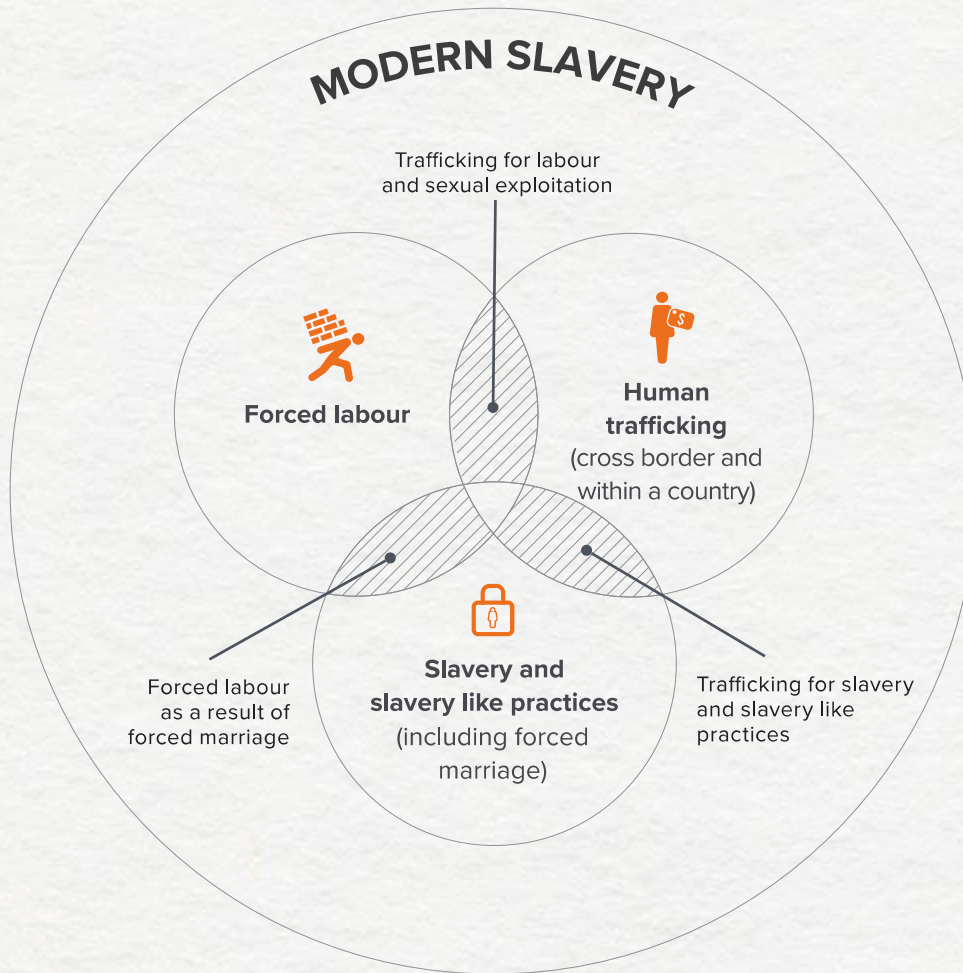 MODERN SLAVERY
Trafficking for labour
and sexual exploitation
Forced labour
$
Human
trafficking
(cross border and
within a country)
Slavery and
slavery like practices
(including forced
marriage)
Forced labour
as a result of
forced marriage
Trafficking for slavery
and slavery like
practices